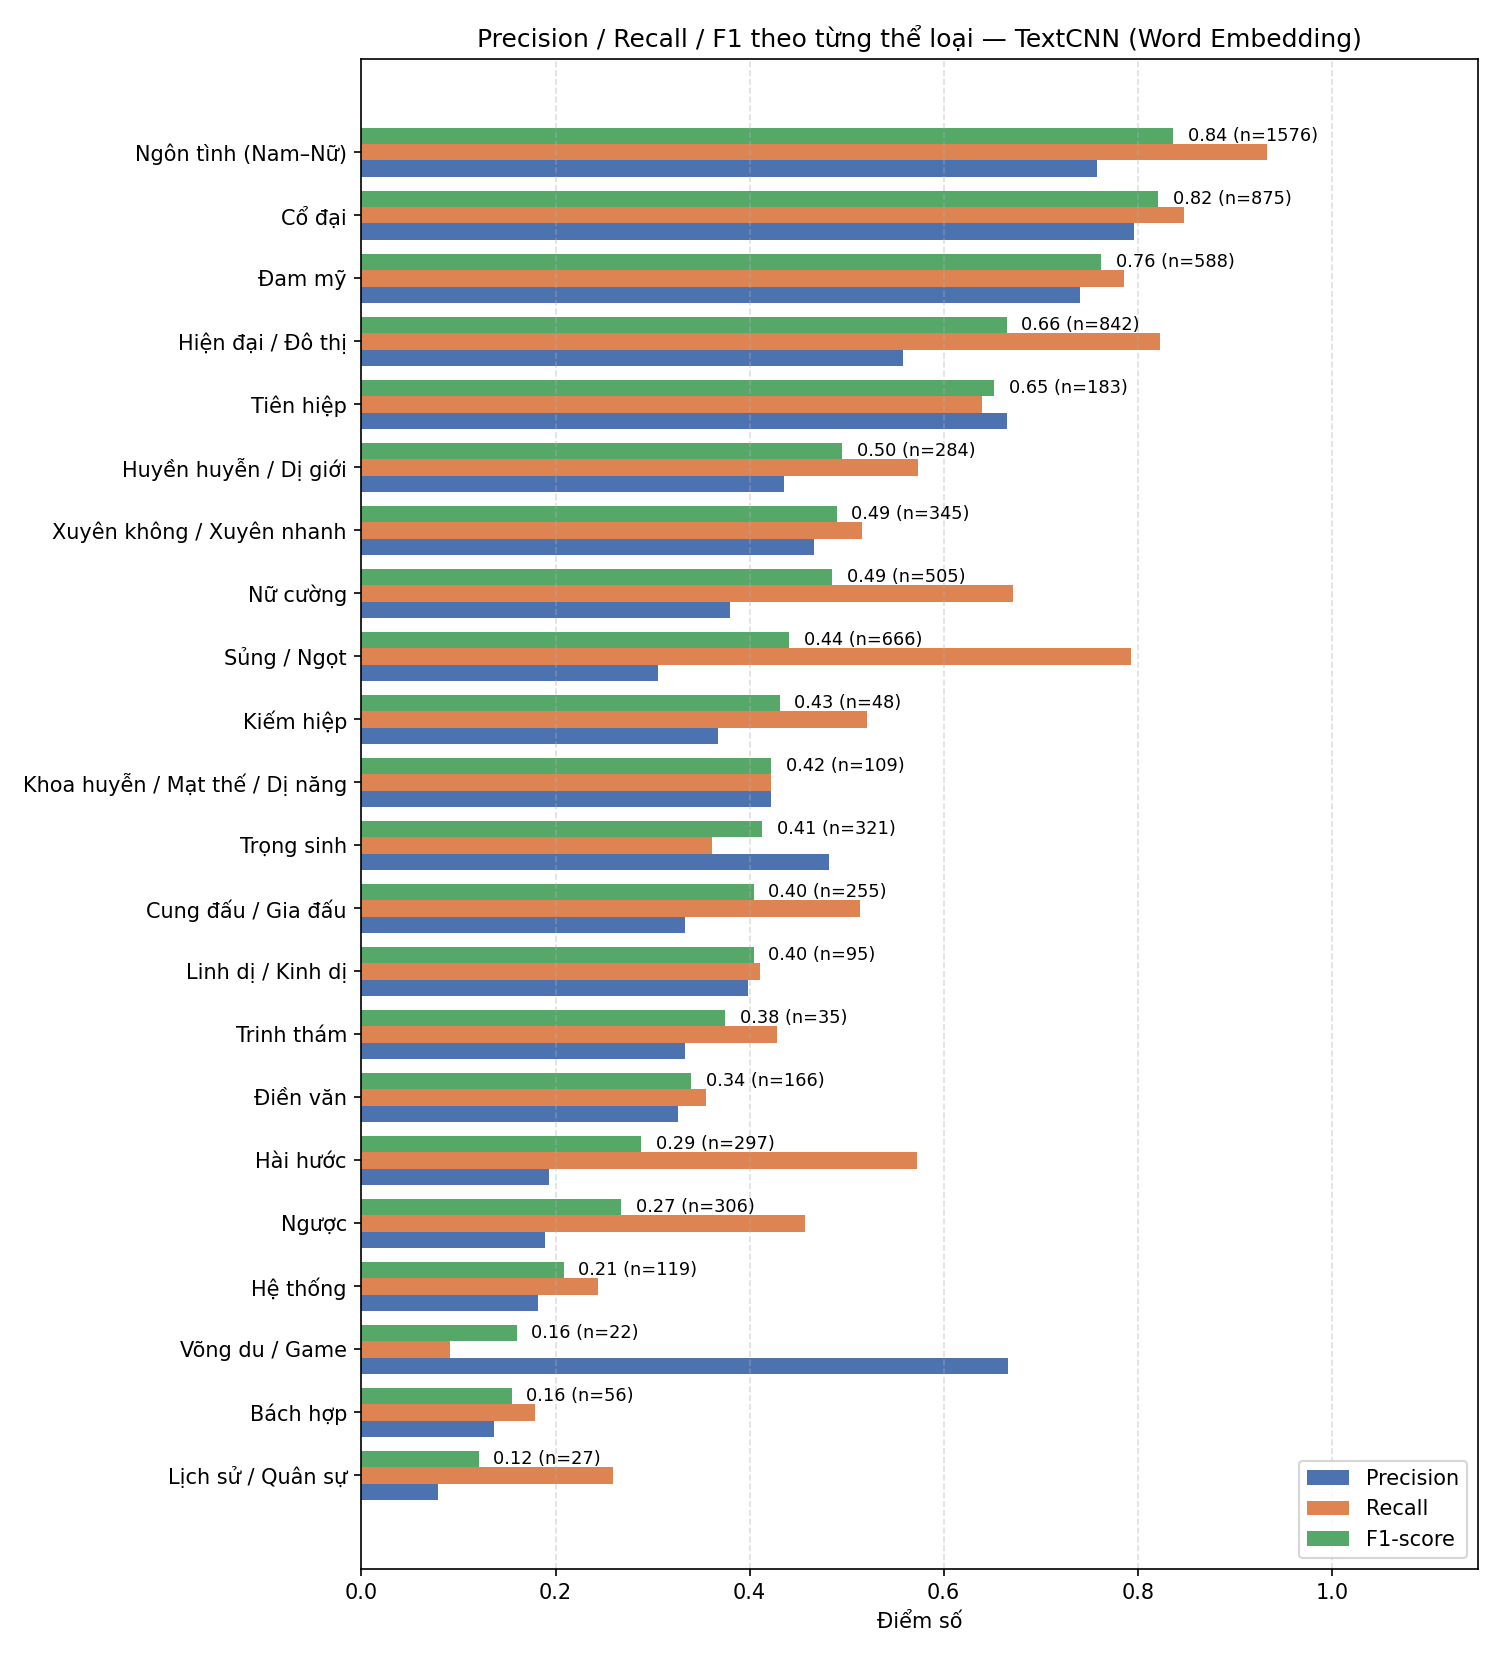 Precision / Recall / F1 theo từng thể loại — TextCNN (Word Embedding)
Ngôn tình (Nam–Nữ)
0.84 (n=1576)
Cổ đại
0.82 (n=875)
Đam mỹ
0.76 (n=588)
Hiện đại / Đô thị
0.66 (n=842)
Tiên hiệp
0.65 (n=183)
Huyền huyễn / Dị giới
0.50 (n=284)
Xuyên không / Xuyên nhanh
0.49 (n=345)
Nữ cường
0.49 (n=505)
Sủng / Ngọt
0.44 (n=666)
Kiếm hiệp
0.43 (n=48)
Khoa huyễn / Mạt thế / Dị năng
0.42 (n=109)
Trọng sinh
0.41 (n=321)
Cung đấu / Gia đấu
0.40 (n=255)
Linh dị / Kinh dị
0.40 (n=95)
Trinh thám
0.38 (n=35)
Điền văn
0.34 (n=166)
Hài hước
0.29 (n=297)
Ngược
0.27 (n=306)
Hệ thống
0.21 (n=119)
Võng du / Game
0.16 (n=22)
Bách hợp
0.16 (n=56)
Lịch sử / Quân sự
0.12 (n=27)
Precision
Recall
F1-score
0.0 0.2 0.4 0.6 0.8 1.0
Điểm số